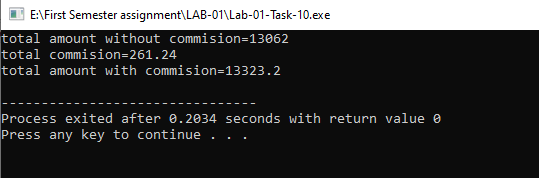 E:\First Semester assignment\LAB-01\Lab-01-Task-10.exe
total amount without commision=13062
total commision=261.24
total amount with commision=13323.2
--------------------------------
Process exited after 0.2034 seconds with return value 0
Press any key to continue . . .